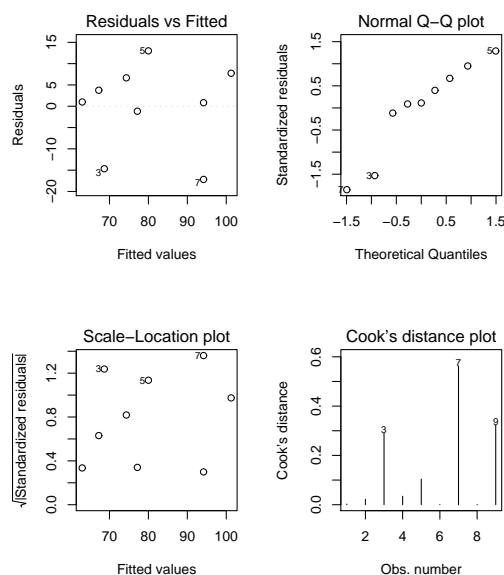 Residuals vs Fitted
Residuals
15
5
0
−10
−20
5
3
7
70 80 90 100
Fitted values
Normal Q−Q plot
Standardized residuals
1.5
0.5
−0.5
−1.5
5
3
7
−1.5 −0.5 0.5 1.5
Theoretical Quantiles
Scale−Location plot
√|Standardized residuals|
1.2
0.8
0.4
0.0
7
3
5
70 80 90 100
Fitted values
Cook's distance plot
Cook's distance
0.6
0.4
0.2
0.0
7
3
9
2 4 6 8
Obs. number